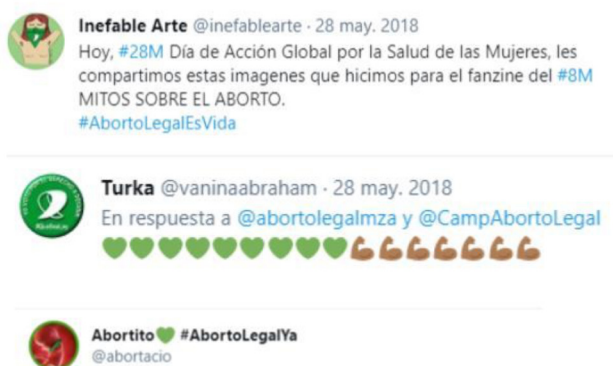 Inefable Arte @inefablearte · 28 may. 2018
Hoy, #28M Día de Acción Global por la Salud de las Mujeres, les
compartimos estas imagenes que hicimos para el fanzine del #8M
MITOS SOBRE EL ABORTO.
#AbortoLegalEsVida
Turka @vaninaabraham · 28 may. 2018
En respuesta a @abortolegalmza y @CampAbortoLegal
💚💚💚💚💚💚💚💚💚💪🏾💪🏾💪🏾💪🏾💪🏾💪🏾💪🏾
Abortito💚 #AbortoLegalYa
@abortacio